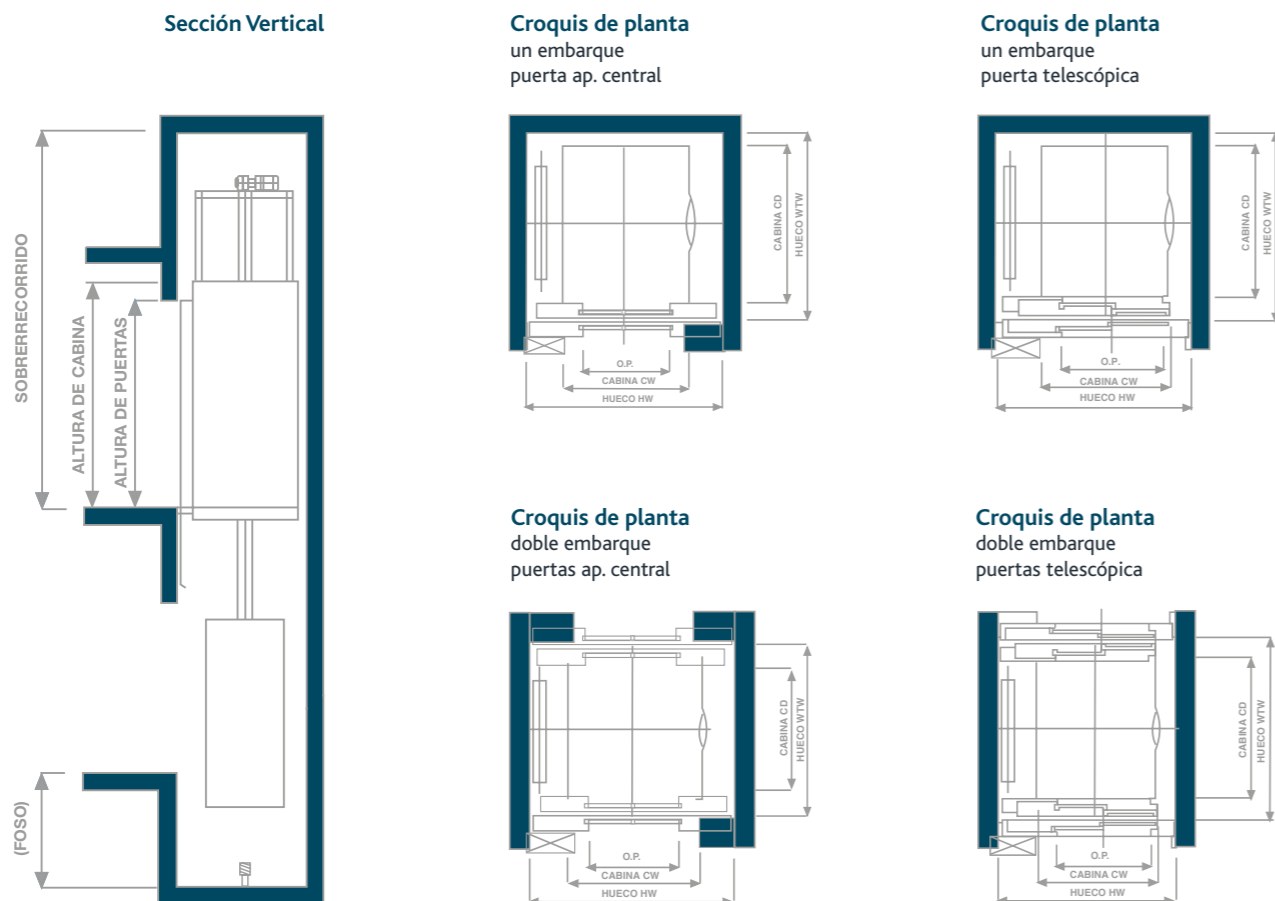 Sección Vertical
SOBRERRECORRIDO
ALTURA DE CABINA
ALTURA DE PUERTAS
(FOSO)
Croquis de planta
un embarque
puerta ap. central
CABINA CD
HUECO WTW
O.P.
CABINA CW
HUECO HW
Croquis de planta
un embarque
puerta telescópica
CABINA CD
HUECO WTW
O.P.
CABINA CW
HUECO HW
Croquis de planta
doble embarque
puertas ap. central
CABINA CD
HUECO WTW
O.P.
CABINA CW
HUECO HW
Croquis de planta
doble embarque
puertas telescópica
CABINA CD
HUECO WTW
O.P.
CABINA CW
HUECO HW